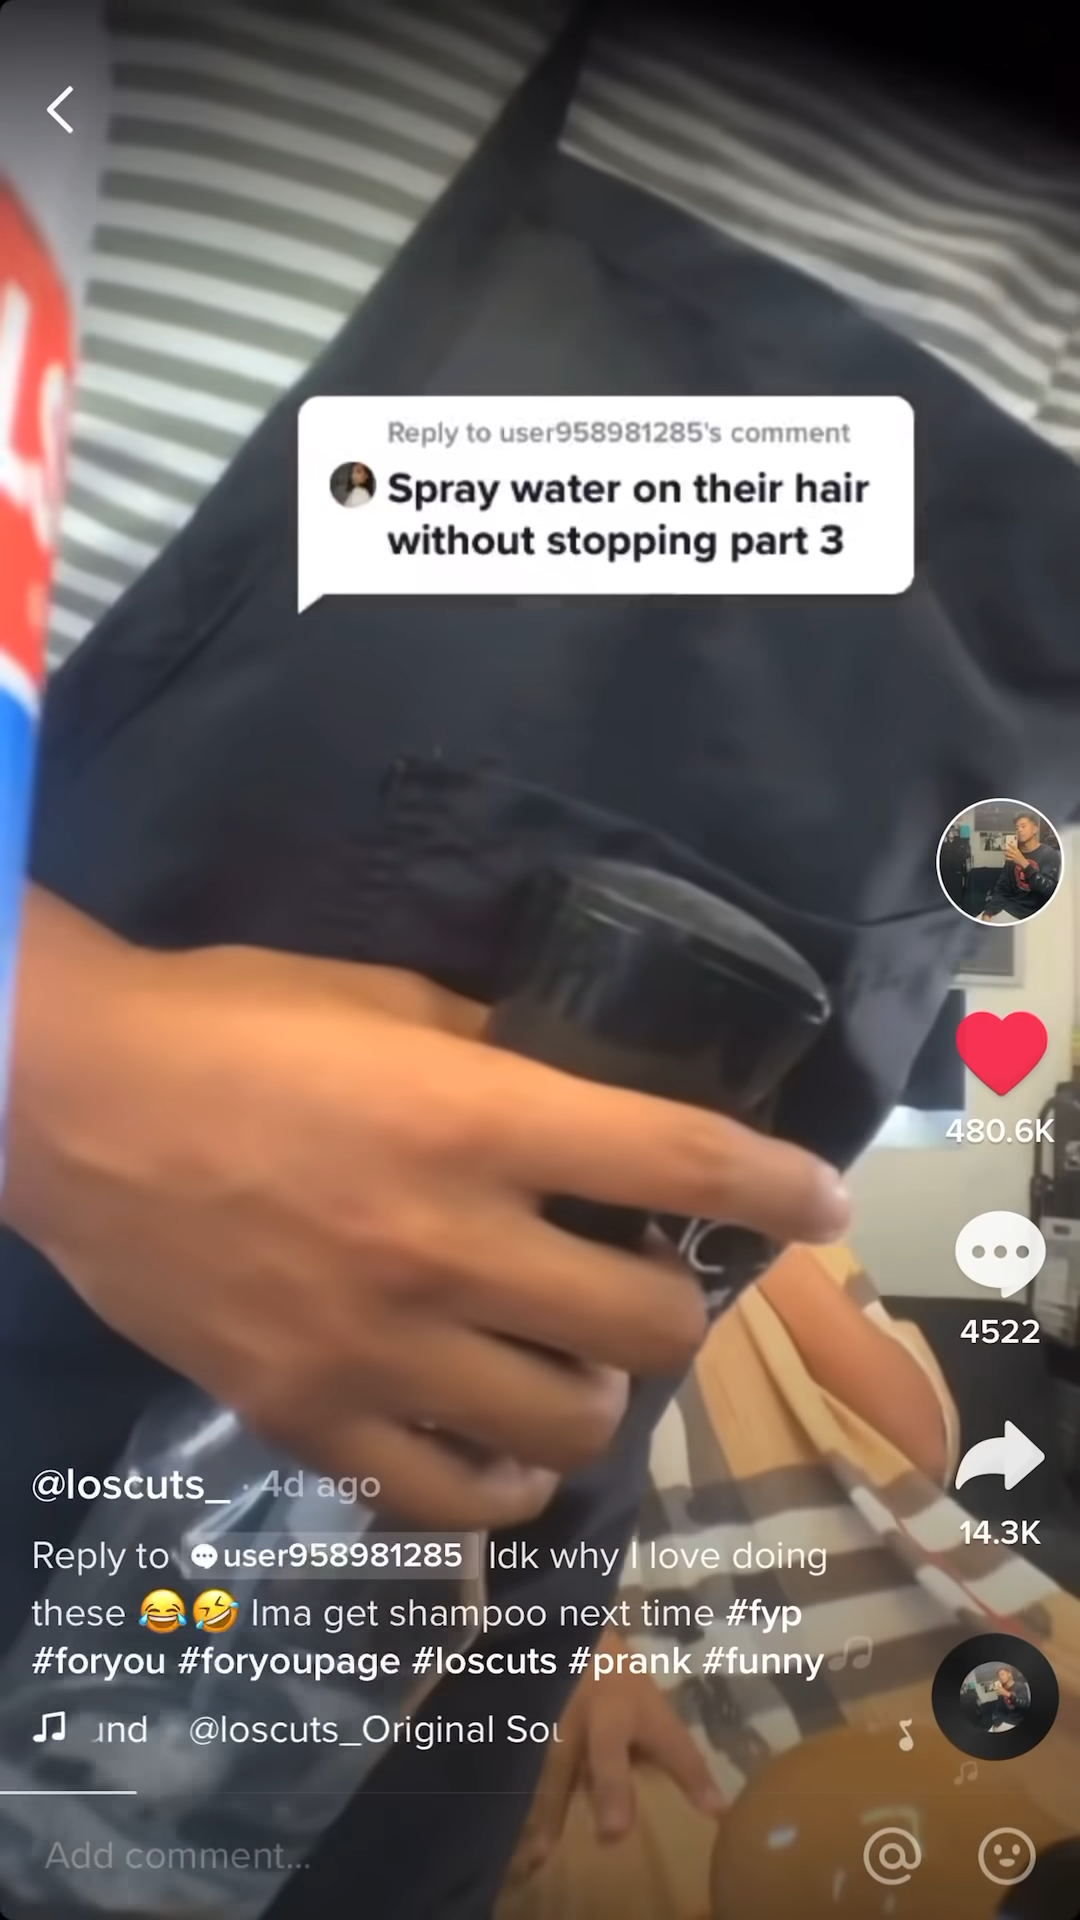 Reply to user958981285's comment
Spray water on their hair
without stopping part 3
480.6K
4522
14.3K
@loscuts_ · 4d ago
Reply to user958981285 Idk why I love doing
these 😂🤣 Ima get shampoo next time #fyp
#foryou #foryoupage #loscuts #prank #funny
und @loscuts_Original Sou
Add comment...